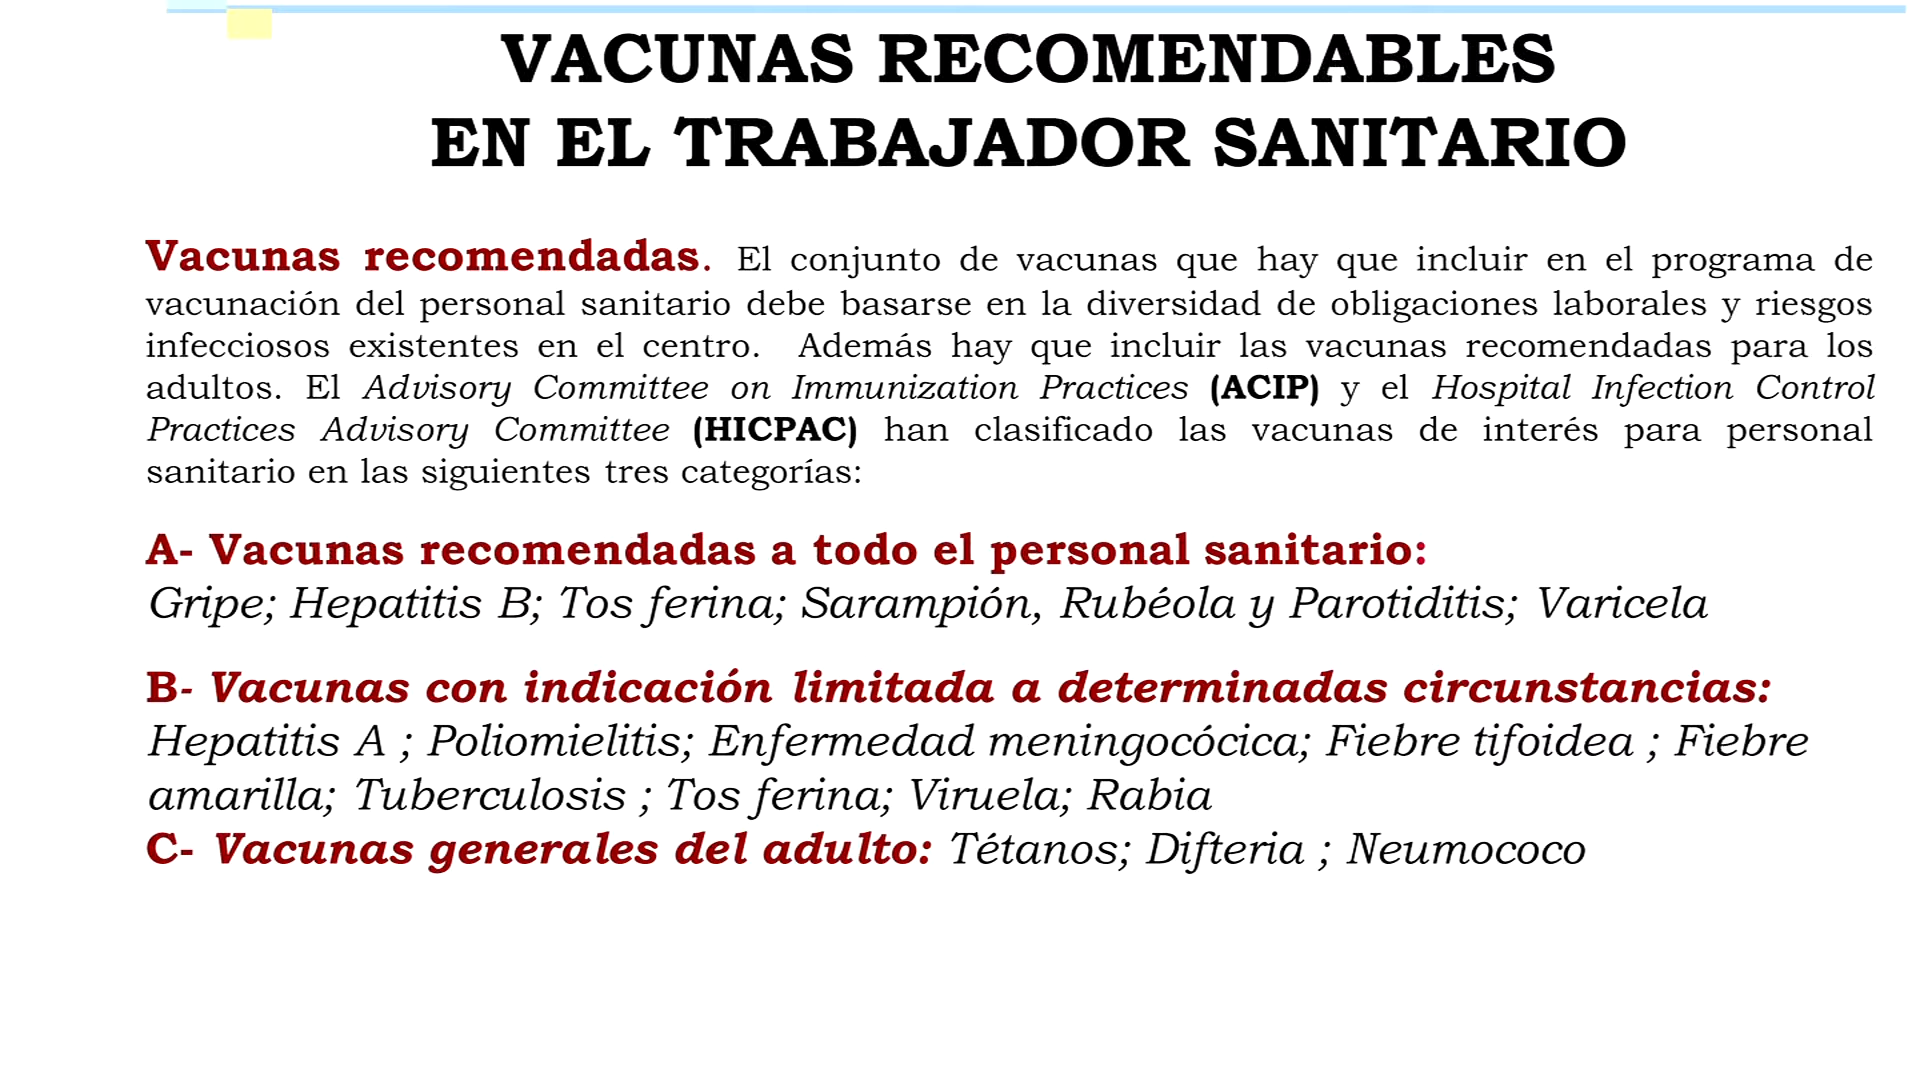 VACUNAS RECOMENDABLES
EN EL TRABAJADOR SANITARIO
Vacunas recomendadas. El conjunto de vacunas que hay que incluir en el programa de
vacunación del personal sanitario debe basarse en la diversidad de obligaciones laborales y riesgos
infecciosos existentes en el centro. Además hay que incluir las vacunas recomendadas para los
adultos. El Advisory Committee on Immunization Practices (ACIP) y el Hospital Infection Control
Practices Advisory Committee (HICPAC) han clasificado las vacunas de interés para personal
sanitario en las siguientes tres categorías:
A- Vacunas recomendadas a todo el personal sanitario:
Gripe; Hepatitis B; Tos ferina; Sarampión, Rubéola y Parotiditis; Varicela
B- Vacunas con indicación limitada a determinadas circunstancias:
Hepatitis A ; Poliomielitis; Enfermedad meningocócica; Fiebre tifoidea ; Fiebre
amarilla; Tuberculosis ; Tos ferina; Viruela; Rabia
C- Vacunas generales del adulto: Tétanos; Difteria ; Neumococo